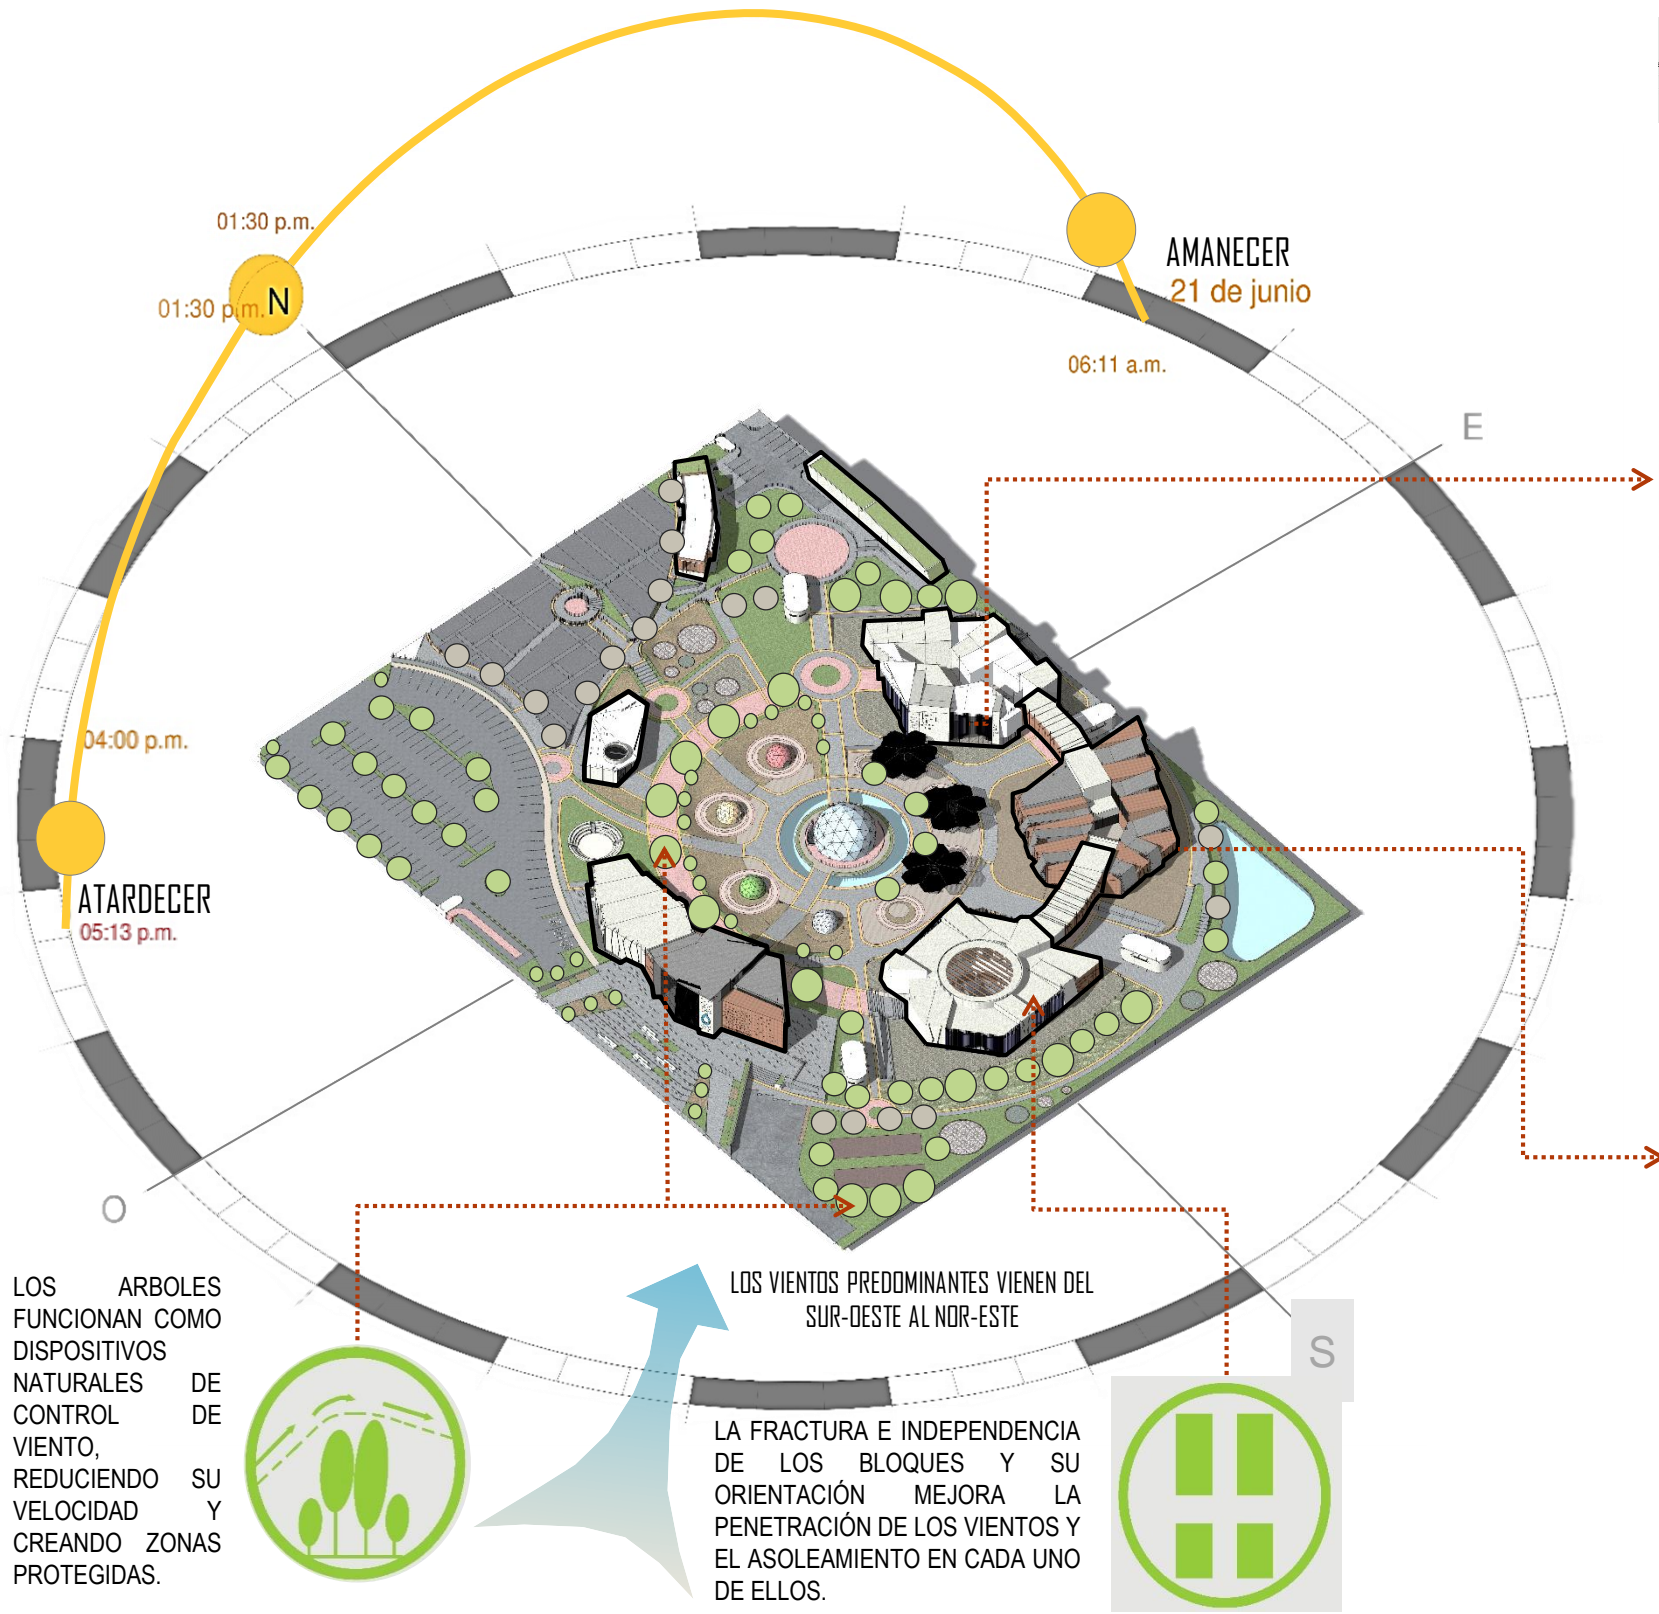 01:30 p.m.
N
01:30 p.m.
AMANECER
21 de junio
06:11 a.m.
E
04:00 p.m.
ATARDECER
05:13 p.m.
O
LOS VIENTOS PREDOMINANTES VIENEN DEL
SUR-OESTE AL NOR-ESTE
S
LOS ARBOLES
FUNCIONAN COMO
DISPOSITIVOS
NATURALES DE
CONTROL DE
VIENTO,
REDUCIENDO SU
VELOCIDAD Y
CREANDO ZONAS
PROTEGIDAS.
LA FRACTURA E INDEPENDENCIA
DE LOS BLOQUES Y SU
ORIENTACIÓN MEJORA LA
PENETRACIÓN DE LOS VIENTOS Y
EL ASOLEAMIENTO EN CADA UNO
DE ELLOS.